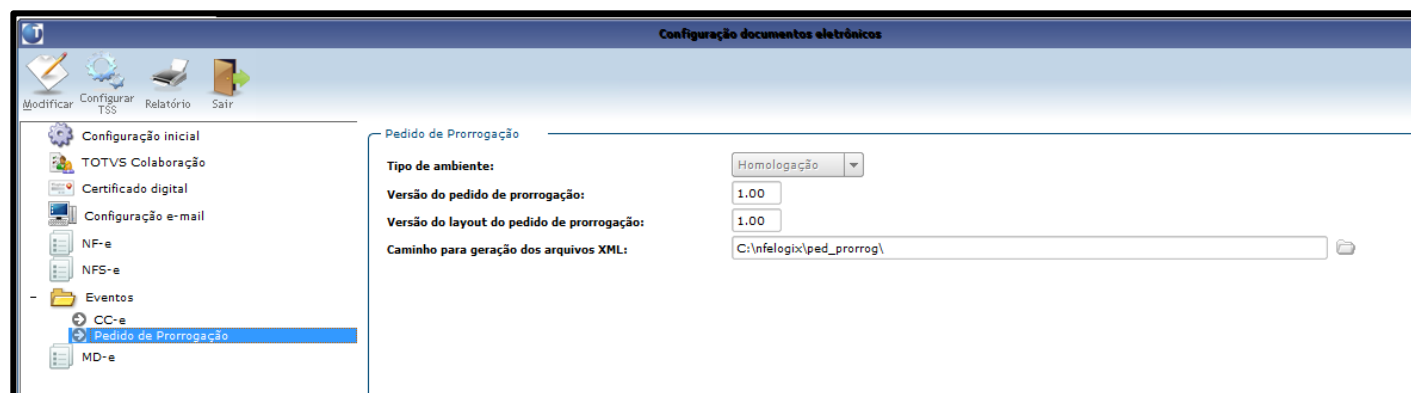 Configuração documentos eletrônicos
Modificar
Configurar
TSS
Relatório
Sair
Configuração inicial
TOTVS Colaboração
Certificado digital
Configuração e-mail
NF-e
NFS-e
Eventos
CC-e
Pedido de Prorrogação
MD-e
Pedido de Prorrogação
Tipo de ambiente: Homologação
Versão do pedido de prorrogação: 1.00
Versão do layout do pedido de prorrogação: 1.00
Caminho para geração dos arquivos XML: C:\nfelogix\ped_prorrog\